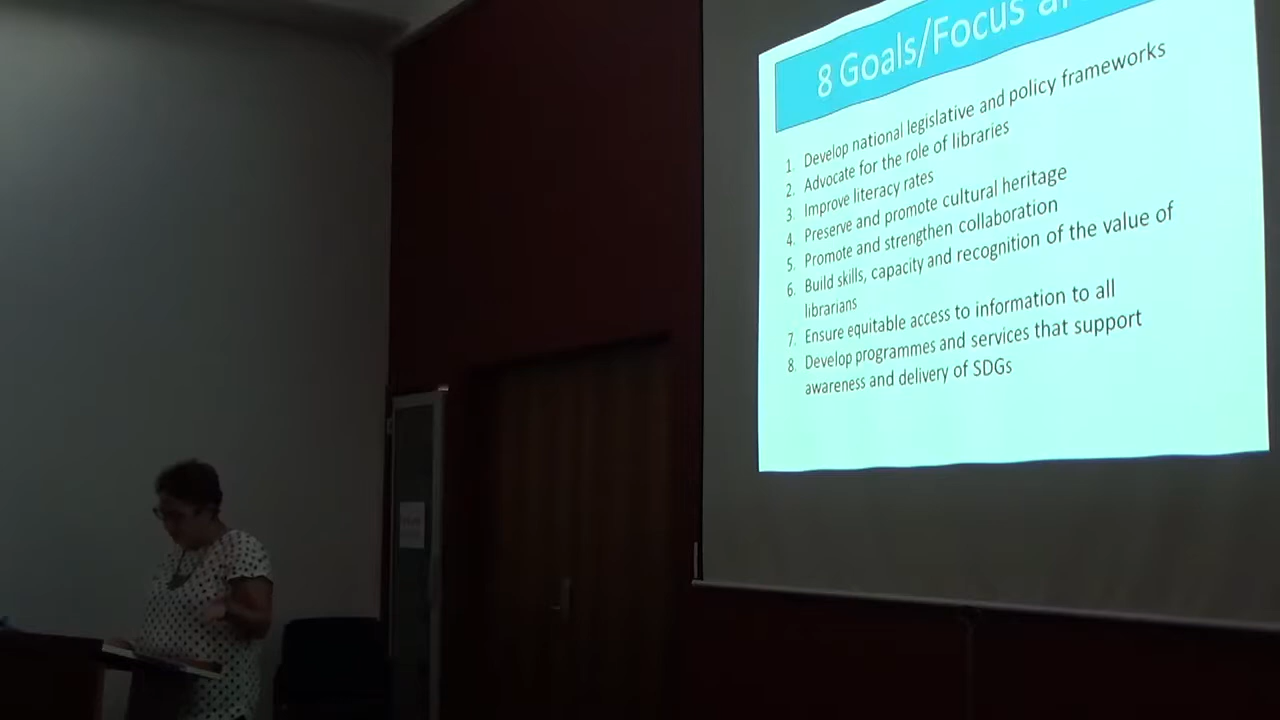 8 Goals/Focus
1. Develop national legislative and policy frameworks
2. Advocate for the role of libraries
3. Improve literacy rates
4. Preserve and promote cultural heritage
5. Promote and strengthen collaboration
6. Build skills, capacity and recognition of the value of
librarians
7. Ensure equitable access to information to all
8. Develop programmes and services that support
awareness and delivery of SDGs